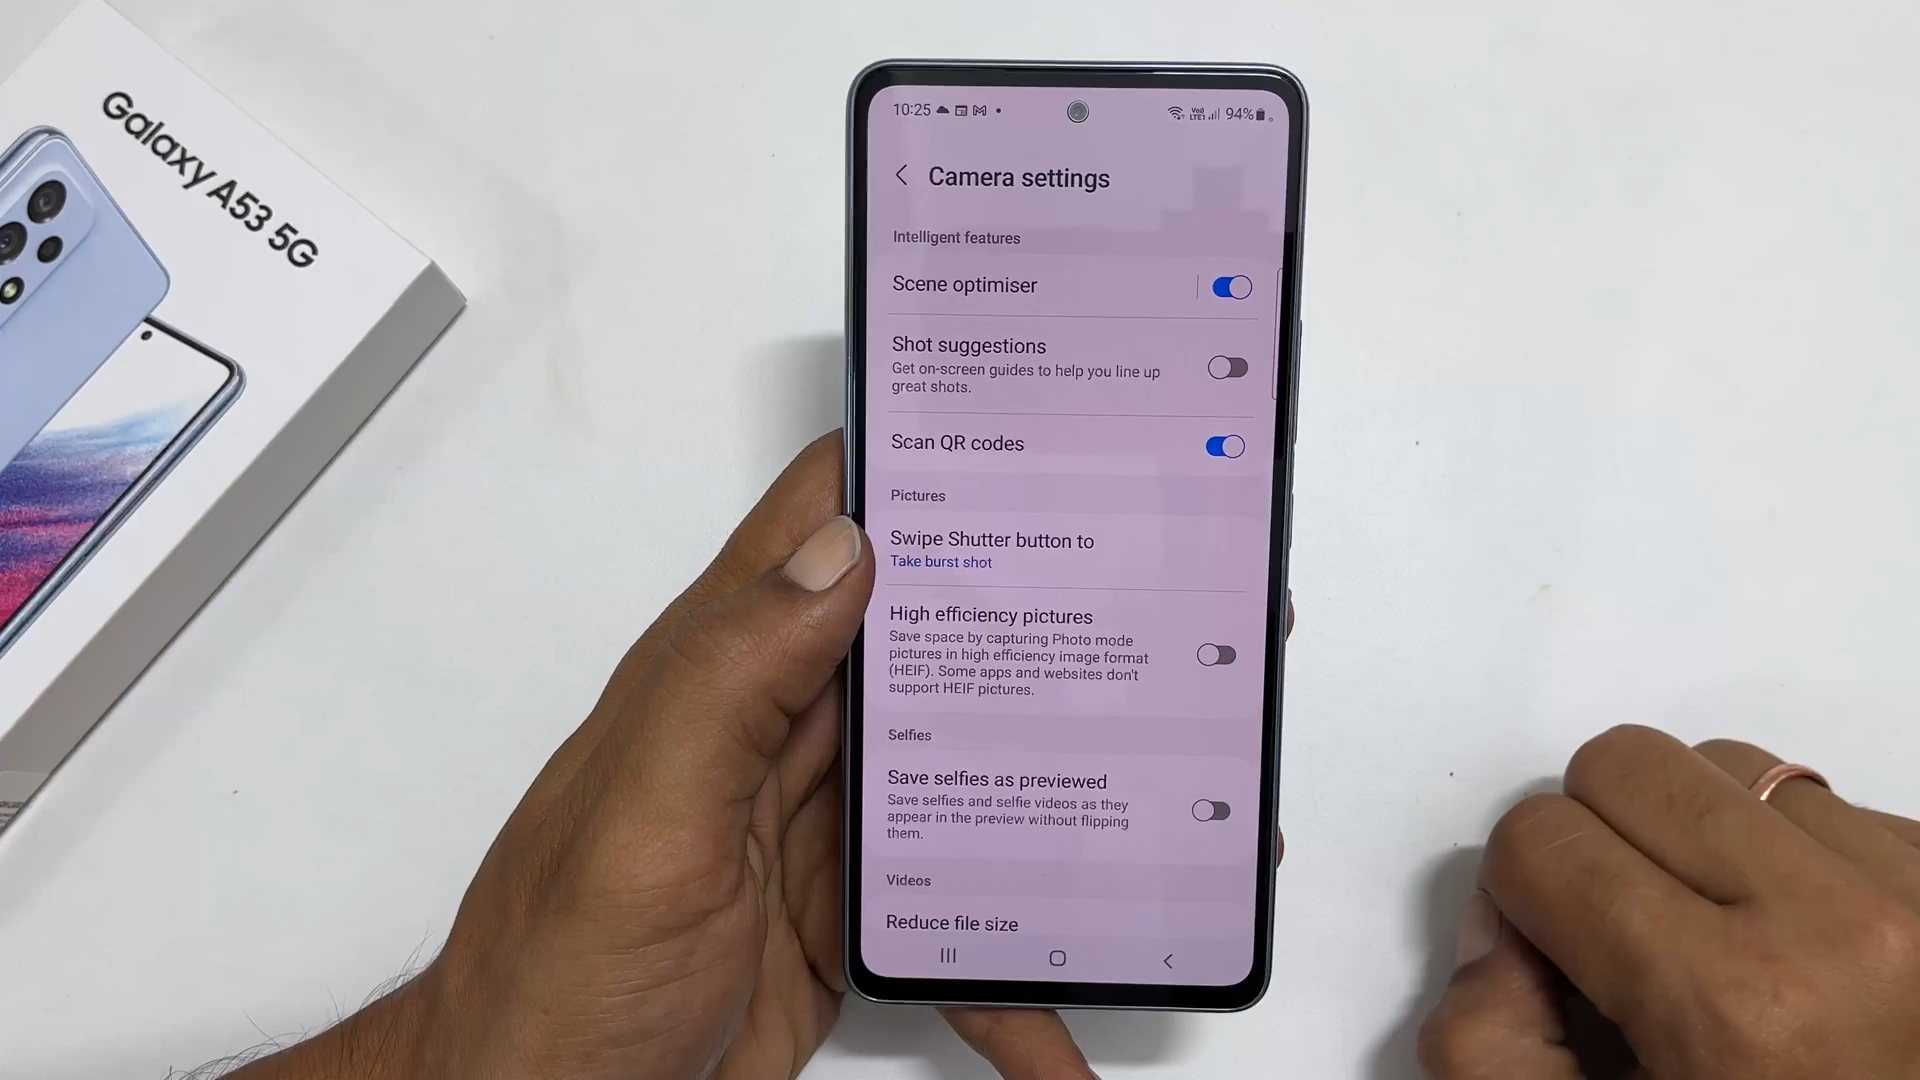 Galaxy A53 5G
10:25
94%
Camera settings
Intelligent features
Scene optimiser
Shot suggestions
Get on-screen guides to help you line up
great shots.
Scan QR codes
Pictures
Swipe Shutter button to
Take burst shot
High efficiency pictures
Save space by capturing Photo mode
pictures in high efficiency image format
(HEIF). Some apps and websites don't
support HEIF pictures.
Selfies
Save selfies as previewed
Save selfies and selfie videos as they
appear in the preview without flipping
them.
Videos
Reduce file size